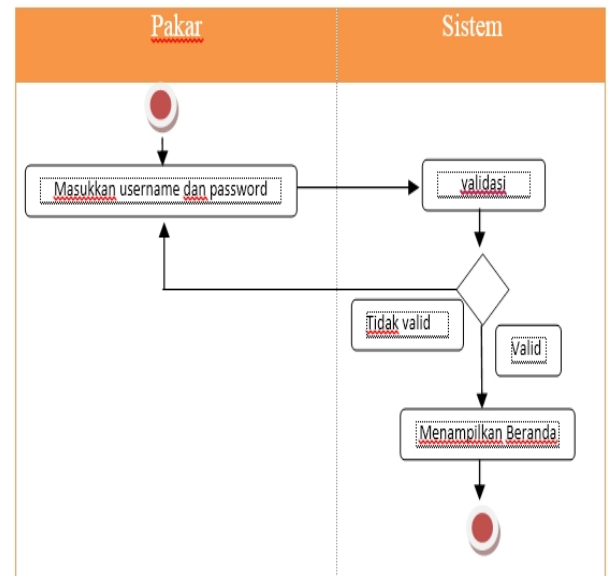 Pakar
Sistem
Masukkan username dan password
validasi
Tidak valid
Valid
Menampilkan Beranda